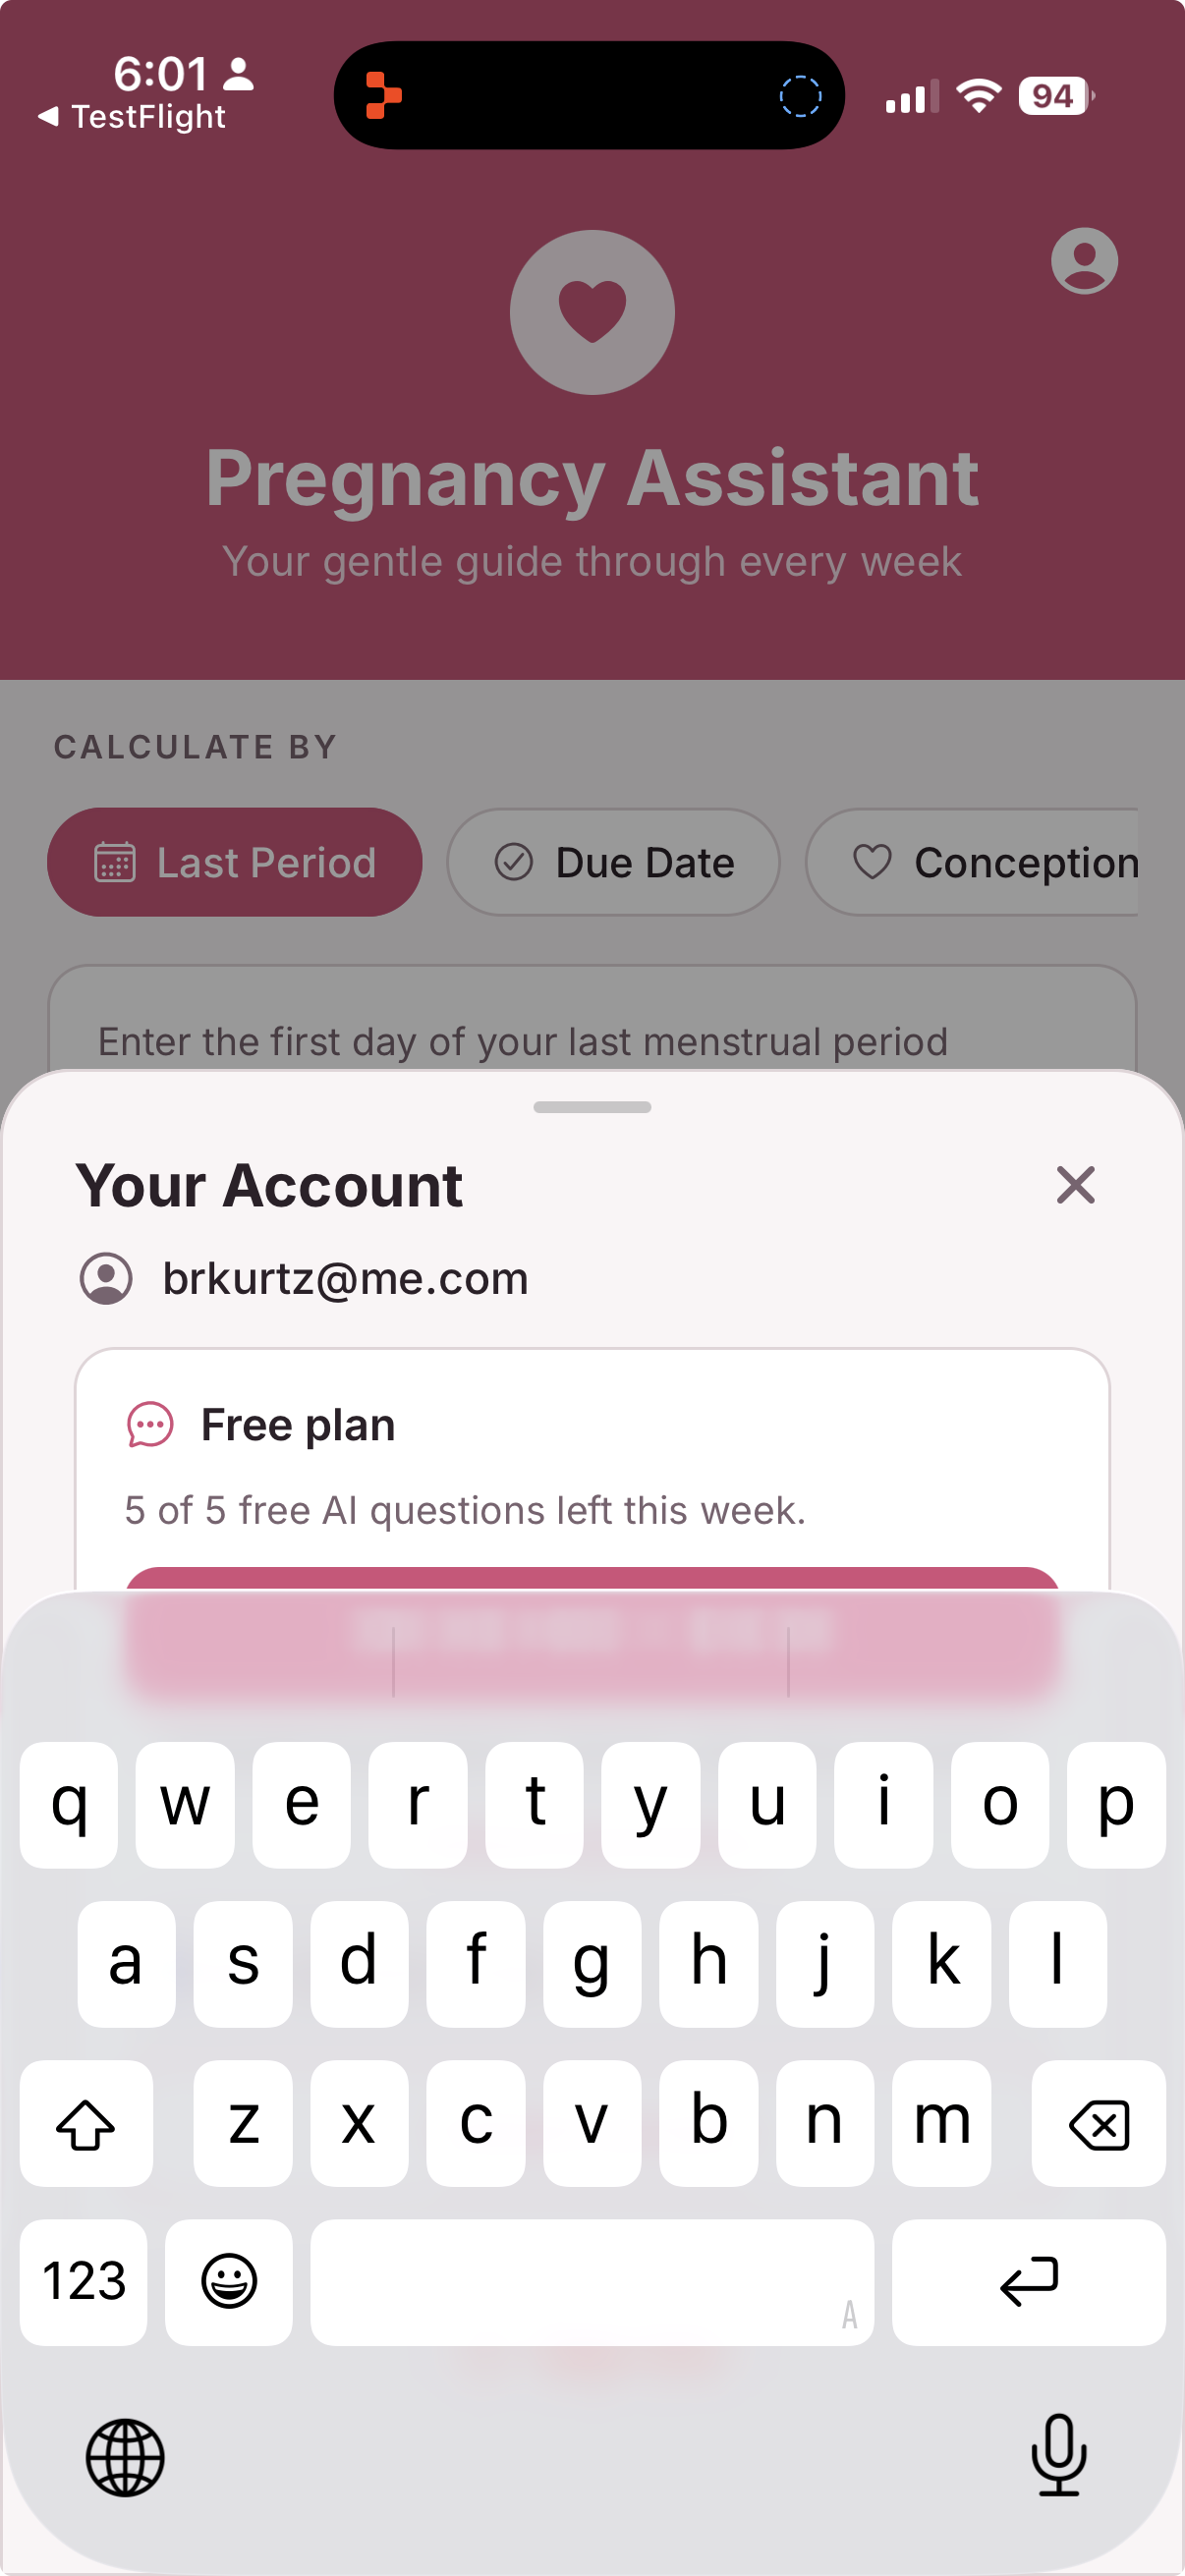 6:01
TestFlight
94
Pregnancy Assistant
Your gentle guide through every week
CALCULATE BY
Last Period
Due Date
Conception
Enter the first day of your last menstrual period
Your Account
brkurtz@me.com
Free plan
5 of 5 free AI questions left this week.
q w e r t y u i o p
a s d f g h j k l
z x c v b n m
123
A